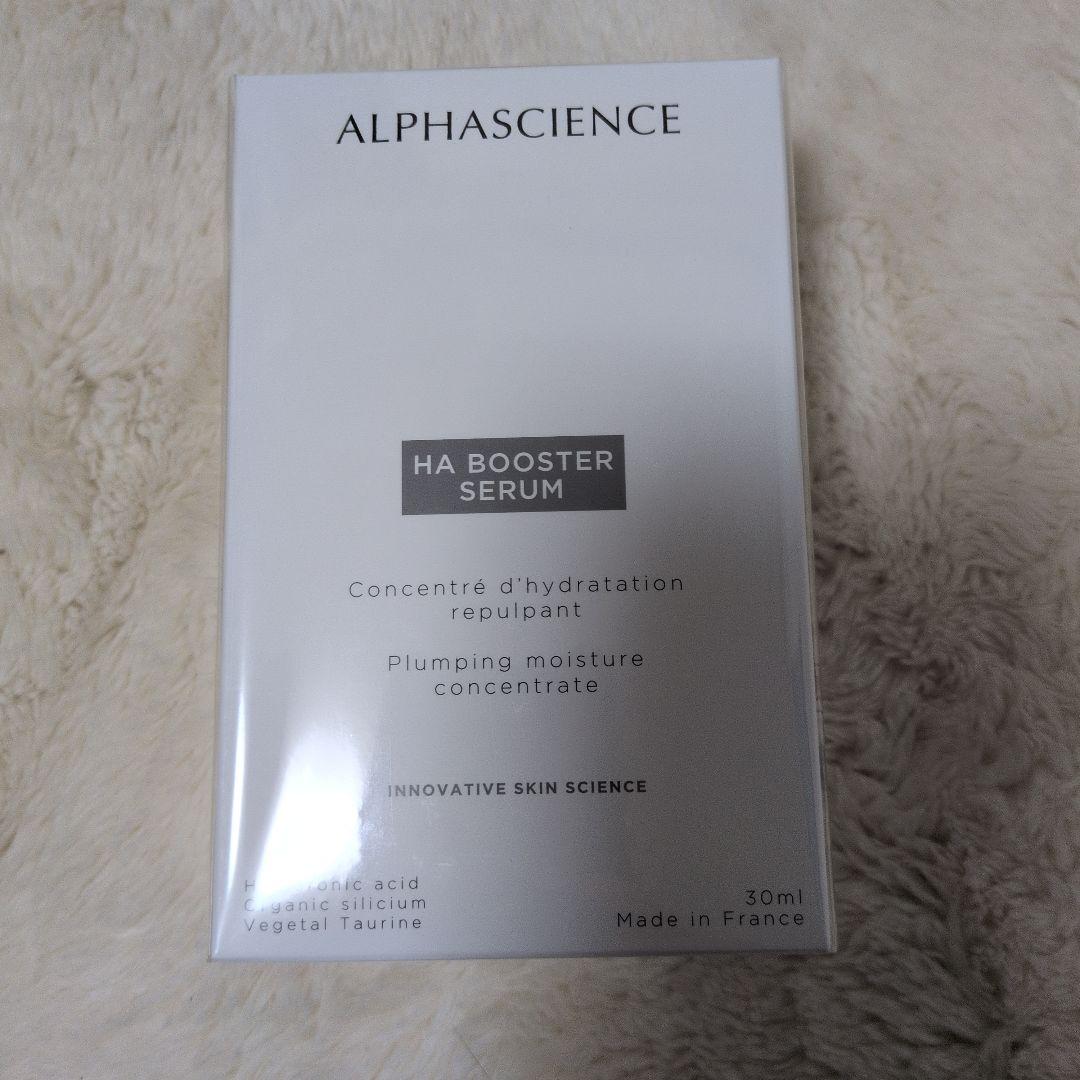 ALPHASCIENCE
HA BOOSTER
SERUM
Concentré d'hydratation
repulpant
Plumping moisture
concentrate
INNOVATIVE SKIN SCIENCE
acid
Organic silicium
Vegetal Taurine
30ml
Made in France